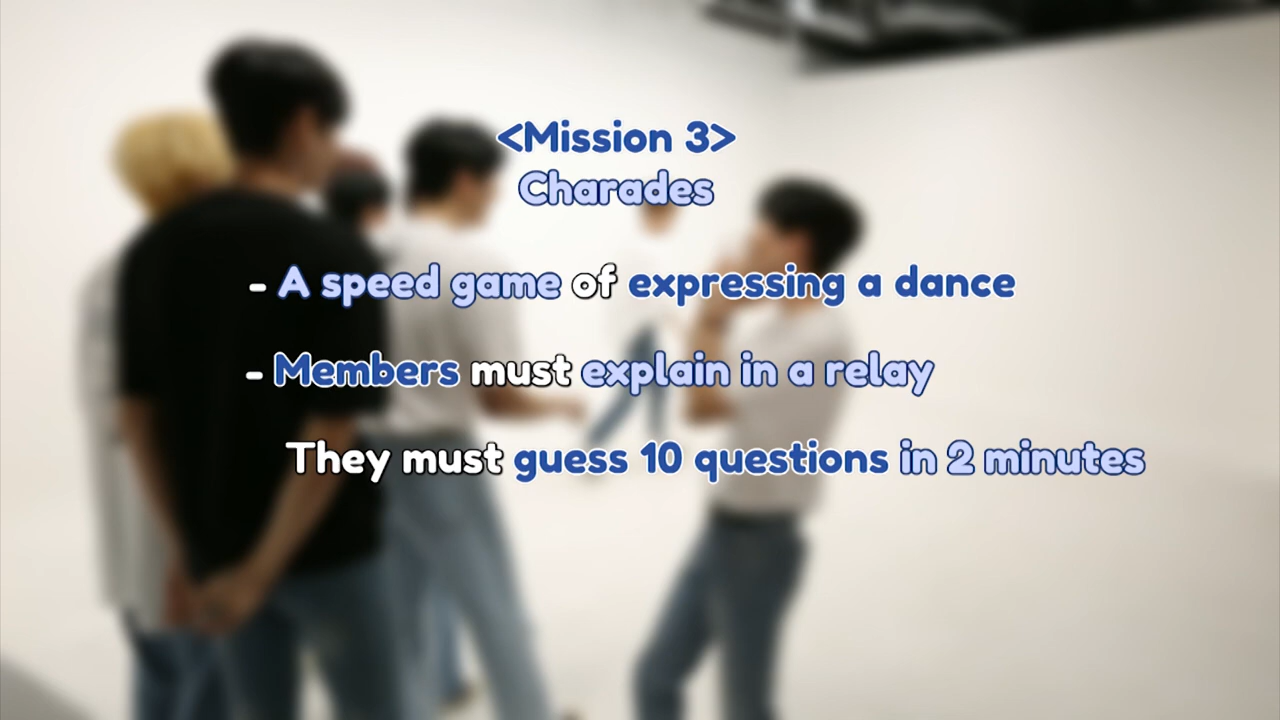 <Mission 3>
Charades
- A speed game of expressing a dance
- Members must explain in a relay
They must guess 10 questions in 2 minutes